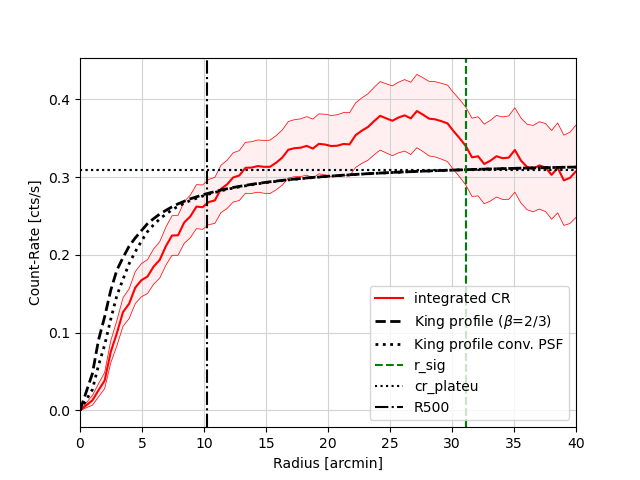 0.4
0.3
0.2
0.1
0.0
Count-Rate [cts/s]
integrated CR
King profile (β=2/3)
King profile conv. PSF
r_sig
cr_plateu
R500
0 5 10 15 20 25 30 35 40
Radius [arcmin]